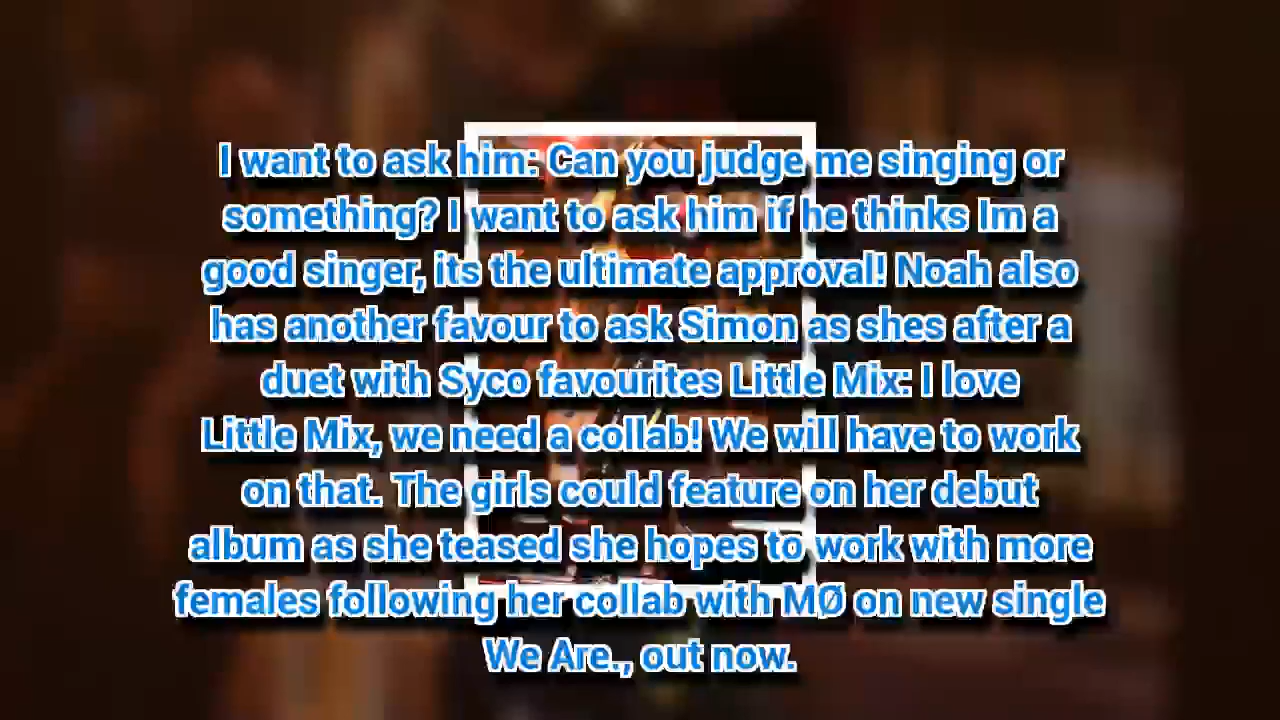 I want to ask him: Can you judge me singing or
something? I want to ask him if he thinks Im a
good singer, its the ultimate approval! Noah also
has another favour to ask Simon as shes after a
duet with Syco favourites Little Mix: I love
Little Mix, we need a collab! We will have to work
on that. The girls could feature on her debut
album as she teased she hopes to work with more
females following her collab with MØ on new single
We Are., out now.